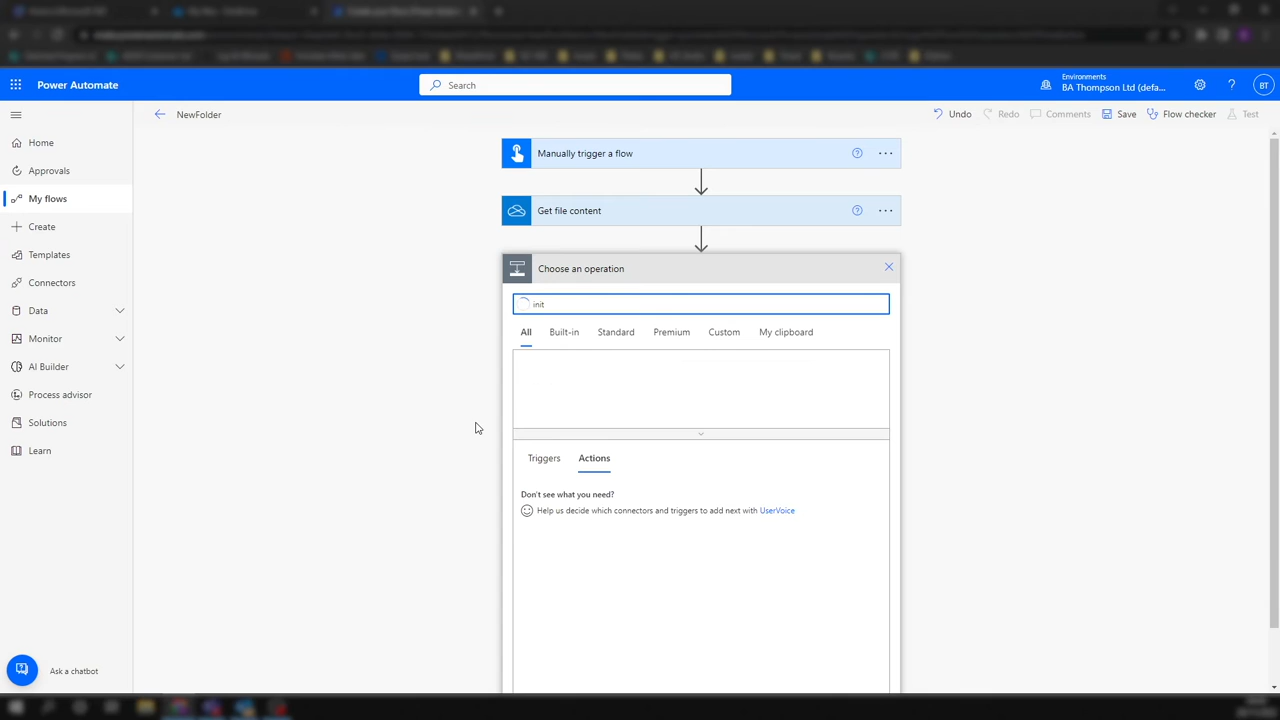 Power Automate
Search
Environments
BA Thompson Ltd (defa...
BT
NewFolder
Undo
Redo
Comments
Save
Flow checker
Test
Home
Approvals
My flows
Create
Templates
Connectors
Data
Monitor
AI Builder
Process advisor
Solutions
Learn
Ask a chatbot
Manually trigger a flow
Get file content
Choose an operation
init
All Built-in Standard Premium Custom My clipboard
Triggers Actions
Don't see what you need?
Help us decide which connectors and triggers to add next with UserVoice